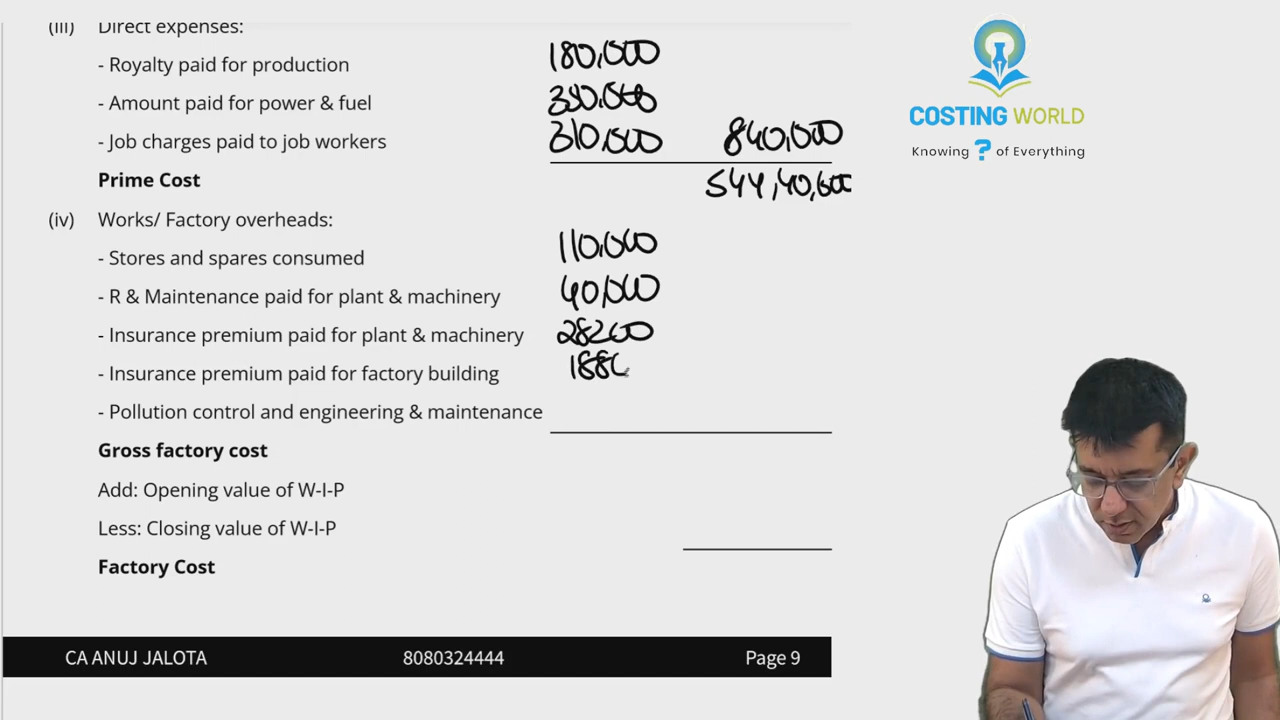 (iii) Direct expenses:
- Royalty paid for production 180,000
- Amount paid for power & fuel 350,000
- Job charges paid to job workers 310,000 840,000
Prime Cost 544,40,600
(iv) Works/ Factory overheads:
- Stores and spares consumed 110,000
- R & Maintenance paid for plant & machinery 40,000
- Insurance premium paid for plant & machinery 28200
- Insurance premium paid for factory building 1880
- Pollution control and engineering & maintenance
Gross factory cost
Add: Opening value of W-I-P
Less: Closing value of W-I-P
Factory Cost
CA ANUJ JALOTA 8080324444 Page 9
COSTING WORLD
Knowing ? of Everything